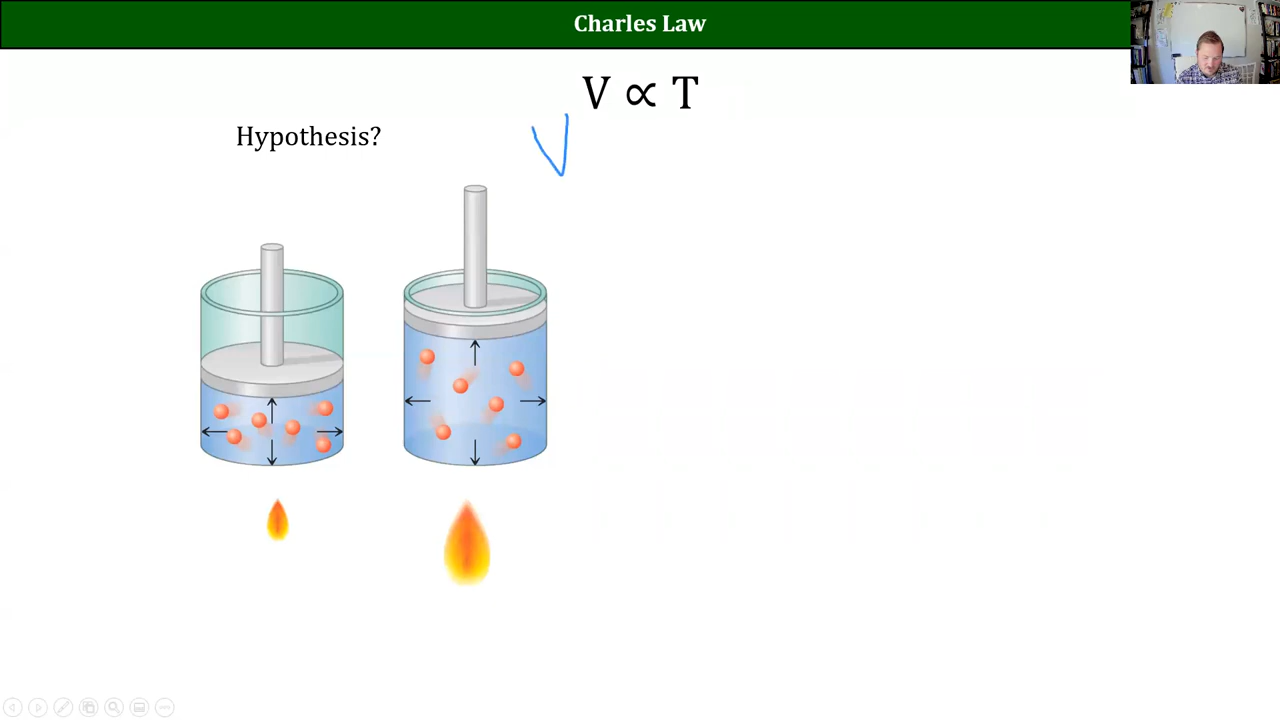 Charles Law
V ∝ T
Hypothesis?
V